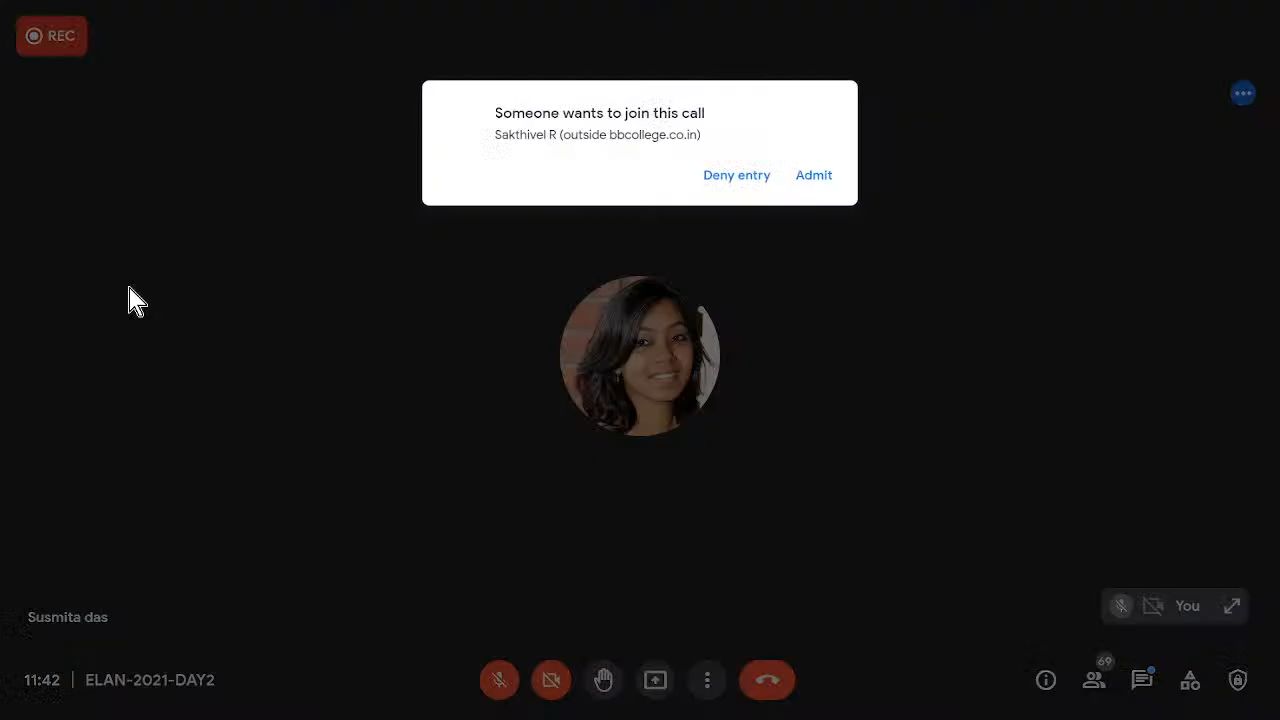 REC
Someone wants to join this call
Sakthivel R (outside bbcollege.co.in)
Deny entry Admit
Susmita das
You
11:42 | ELAN-2021-DAY2
69